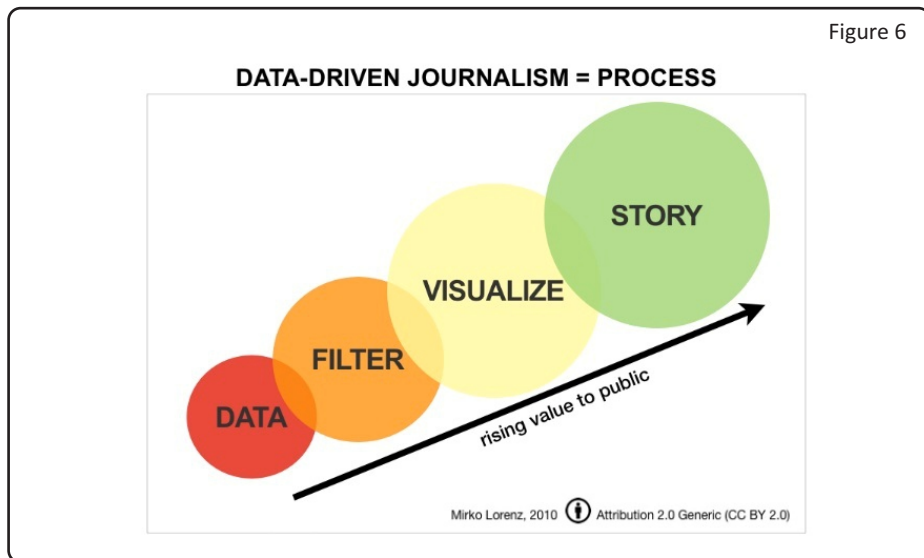 Figure 6
DATA-DRIVEN JOURNALISM = PROCESS
STORY
VISUALIZE
FILTER
DATA
rising value to public
Mirko Lorenz, 2010 Attribution 2.0 Generic (CC BY 2.0)